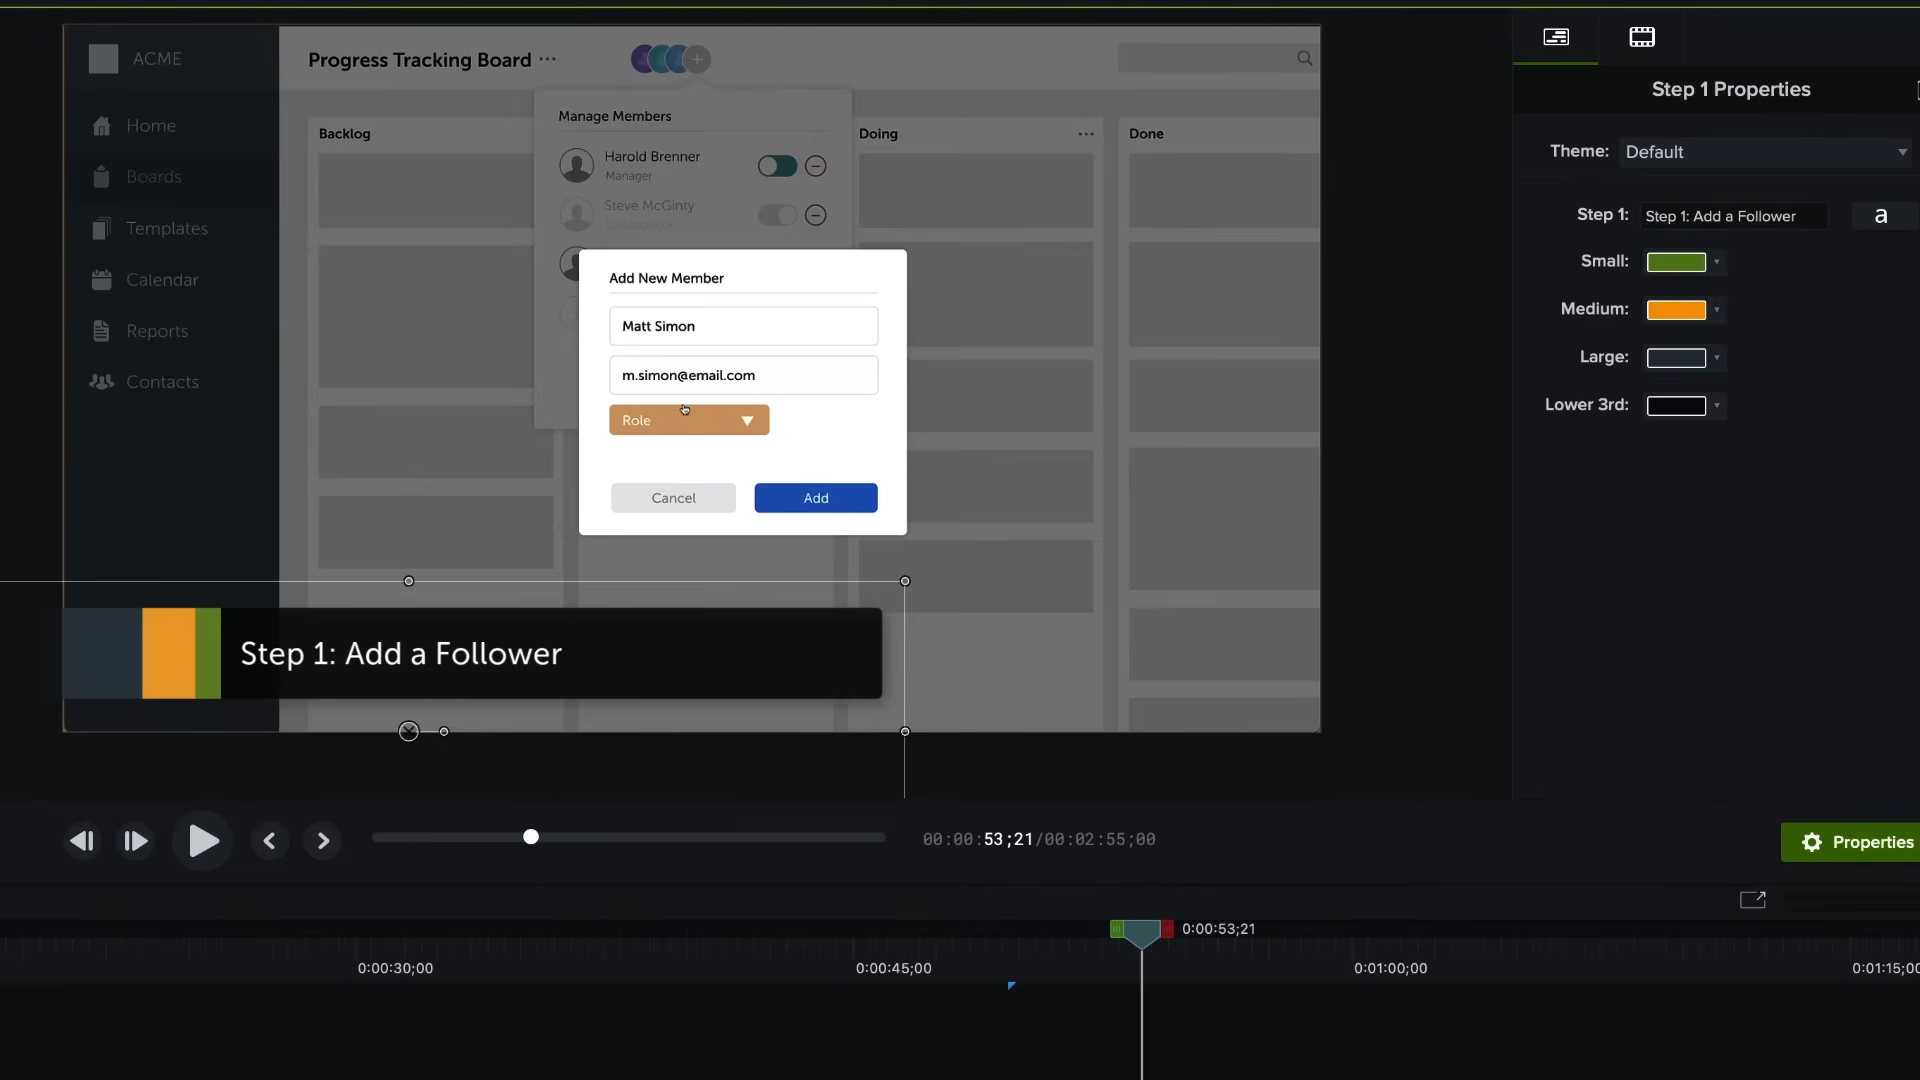 ACME
Progress Tracking Board ...
Home
Boards
Templates
Calendar
Reports
Contacts
Backlog
Manage Members
Harold Brenner
Manager
Steve McGinty
Doing
...
Done
Add New Member
Matt Simon
m.simon@email.com
Role
Cancel
Add
Step 1: Add a Follower
Step 1 Properties
Theme: Default
Step 1: Step 1: Add a Follower a
Small:
Medium:
Large:
Lower 3rd:
00:00:53;21/00:02:55;00
Properties
0:00:53;21
0:00:30;00
0:00:45;00
0:01:00;00
0:01:15;00